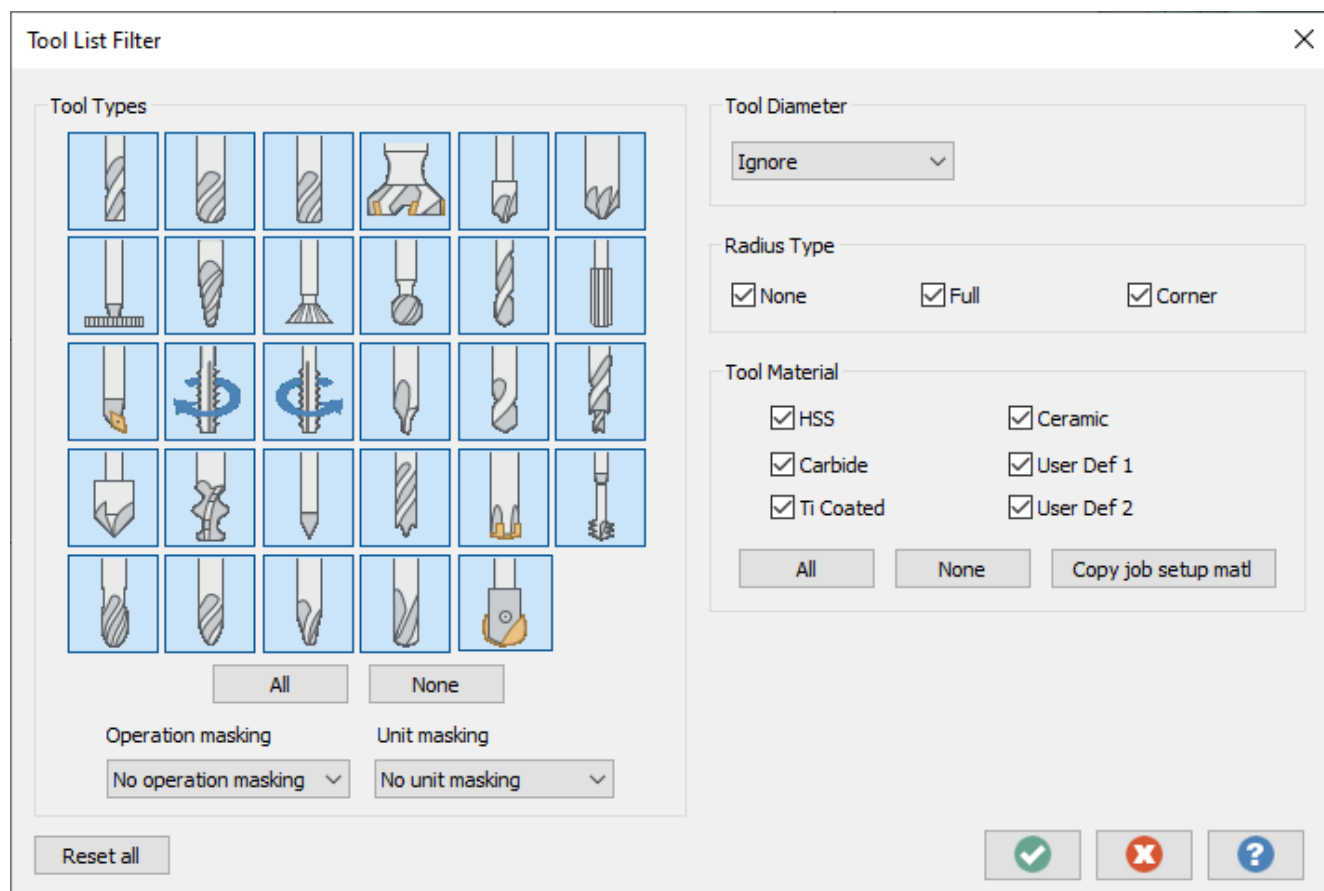 Tool List Filter
Tool Types
All
None
Operation masking
Unit masking
No operation masking
No unit masking
Reset all
Tool Diameter
Ignore
Radius Type
None
Full
Corner
Tool Material
HSS
Ceramic
Carbide
User Def 1
Ti Coated
User Def 2
All
None
Copy job setup matl